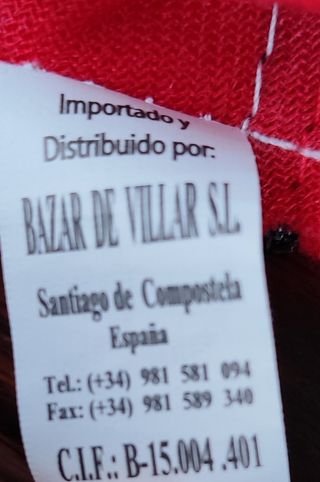 Importado y
Distribuido por:
BAZAR DE VILLAR S.L.
Santiago de Compostela
España
Tel.: (+34) 981 581 094
Fax: (+34) 981 589 340
C.I.F.: B-15.004.401